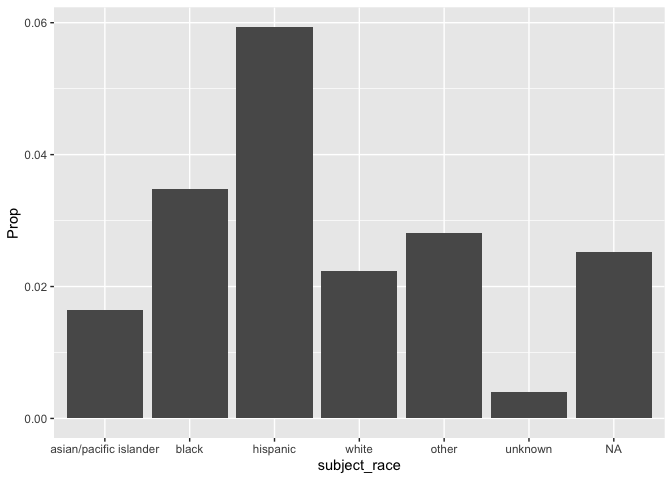 0.06
0.04
0.02
0.00
Prop
asian/pacific islander black hispanic white other unknown NA
subject_race